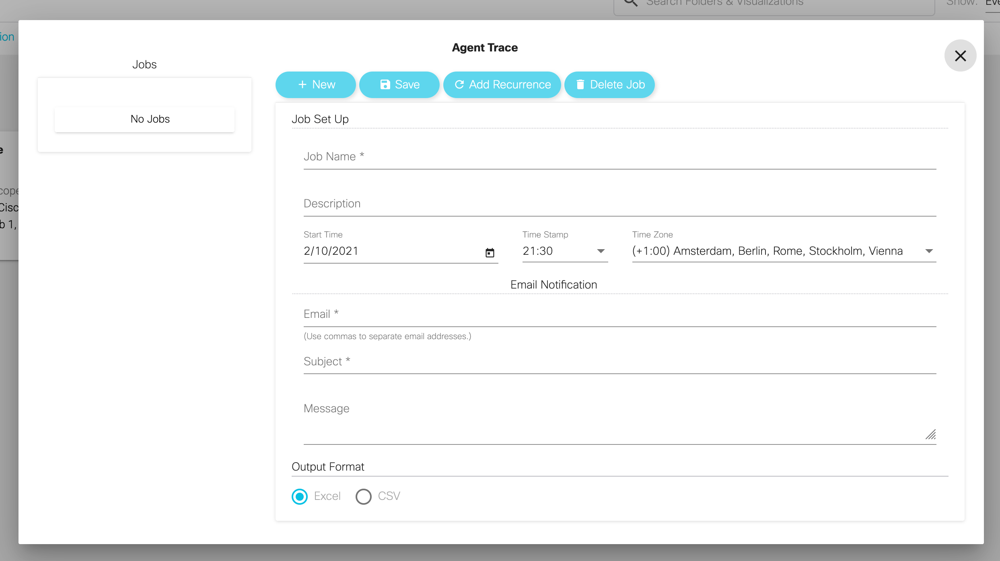 Search Folders & Visualizations
Show:
ion
Agent Trace
Jobs
New
Save
Add Recurrence
Delete Job
No Jobs
Job Set Up
Job Name *
Description
Start Time
Time Stamp
Time Zone
2/10/2021
21:30
(+1:00) Amsterdam, Berlin, Rome, Stockholm, Vienna
Email Notification
Email *
(Use commas to separate email addresses.)
Subject *
Message
Output Format
Excel
CSV
e
cope
Cisc
b 1,